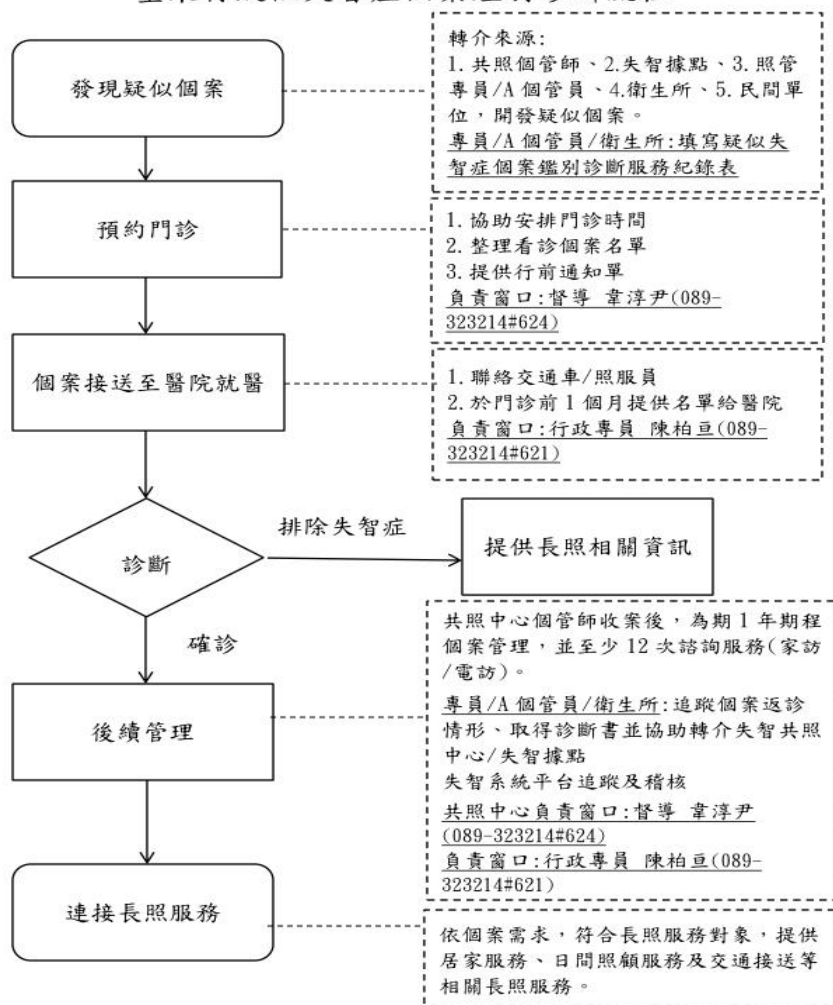 發現疑似個案
轉介來源:
1.共照個管師、2.失智據點、3.照管
專員/A個管員、4.衛生所、5.民間單
位，開發疑似個案。
專員/A個管員/衛生所:填寫疑似失
智症個案鑑別診斷服務紀錄表
預約門診
1.協助安排門診時間
2.整理看診個案名單
3.提供行前通知單
負責窗口:督導 韋淳尹(089-
323214#624)
個案接送至醫院就醫
1.聯絡交通車/照服員
2.於門診前1個月提供名單給醫院
負責窗口:行政專員 陳柏亘(089-
323214#621)
診斷
排除失智症
提供長照相關資訊
確診
後續管理
共照中心個管師收案後，為期1年期程
個案管理，並至少12次諮詢服務(家訪
/電訪)。
專員/A個管員/衛生所:追蹤個案返診
情形、取得診斷書並協助轉介失智共照
中心/失智據點
失智系統平台追蹤及稽核
共照中心負責窗口:督導 韋淳尹
(089-323214#624)
負責窗口:行政專員 陳柏亘(089-
323214#621)
連接長照服務
依個案需求，符合長照服務對象，提供
居家服務、日間照顧服務及交通接送等
相關長照服務。